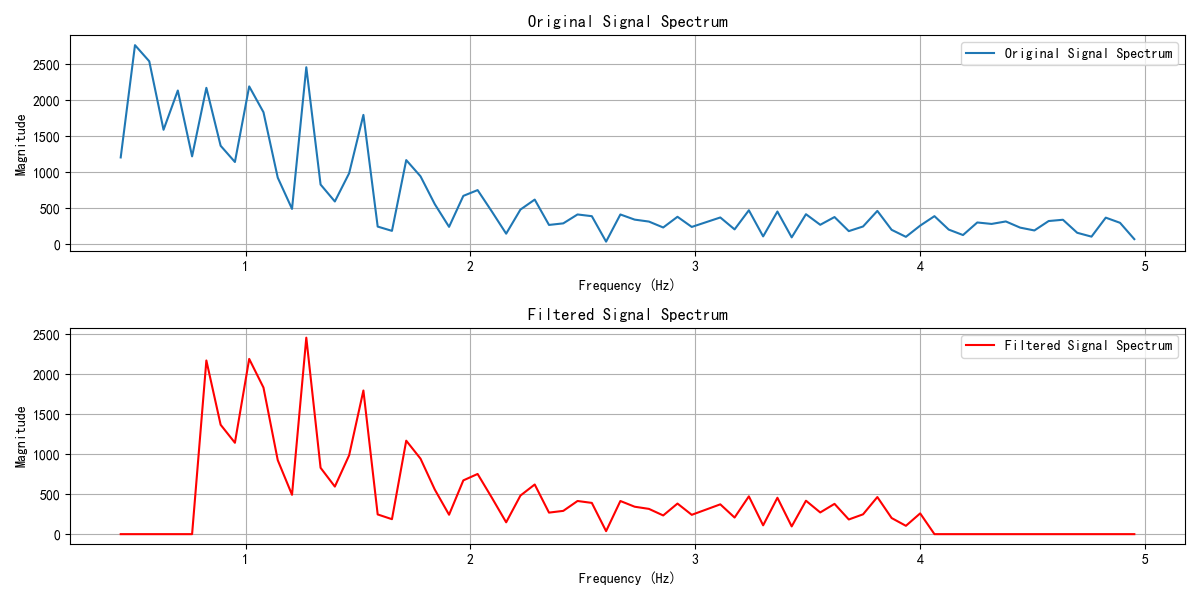 Original Signal Spectrum
Original Signal Spectrum
Magnitude
2500
2000
1500
1000
500
0
1 2 3 4 5
Frequency (Hz)
Filtered Signal Spectrum
Filtered Signal Spectrum
Magnitude
2500
2000
1500
1000
500
0
1 2 3 4 5
Frequency (Hz)